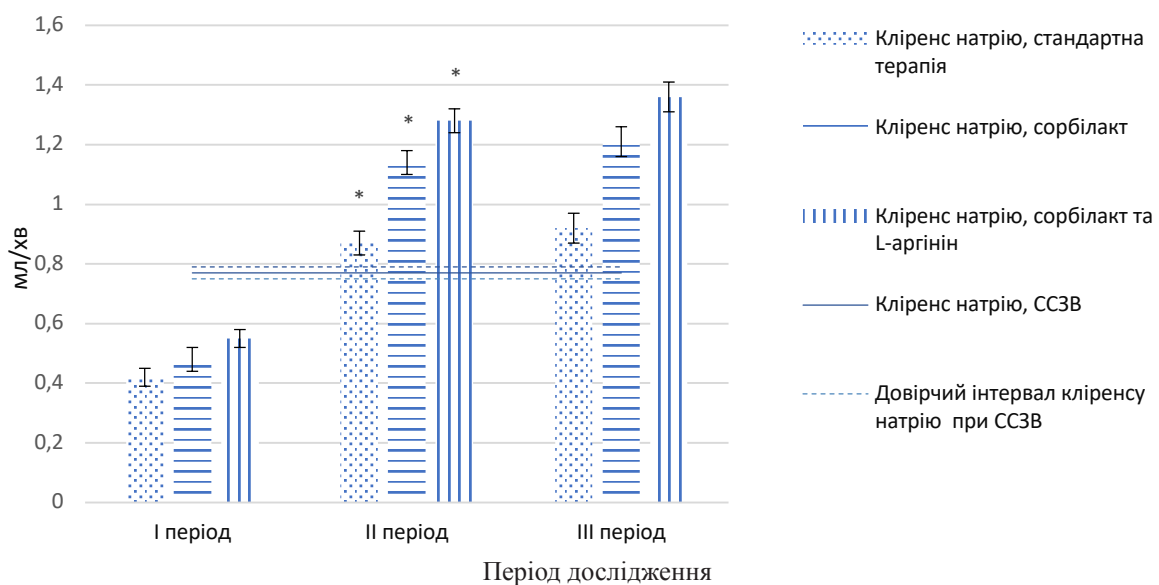 1,6
1,4
1,2
1
0,8
0,6
0,4
0,2
0
мл/хв
*
*
*
I період
II період
III період
Період дослідження
Кліренс натрію, стандартна
терапія
Кліренс натрію, сорбілакт
Кліренс натрію, сорбілакт та
L-аргінін
Кліренс натрію, ССЗВ
Довірчий інтервал кліренсу
натрію при ССЗВ